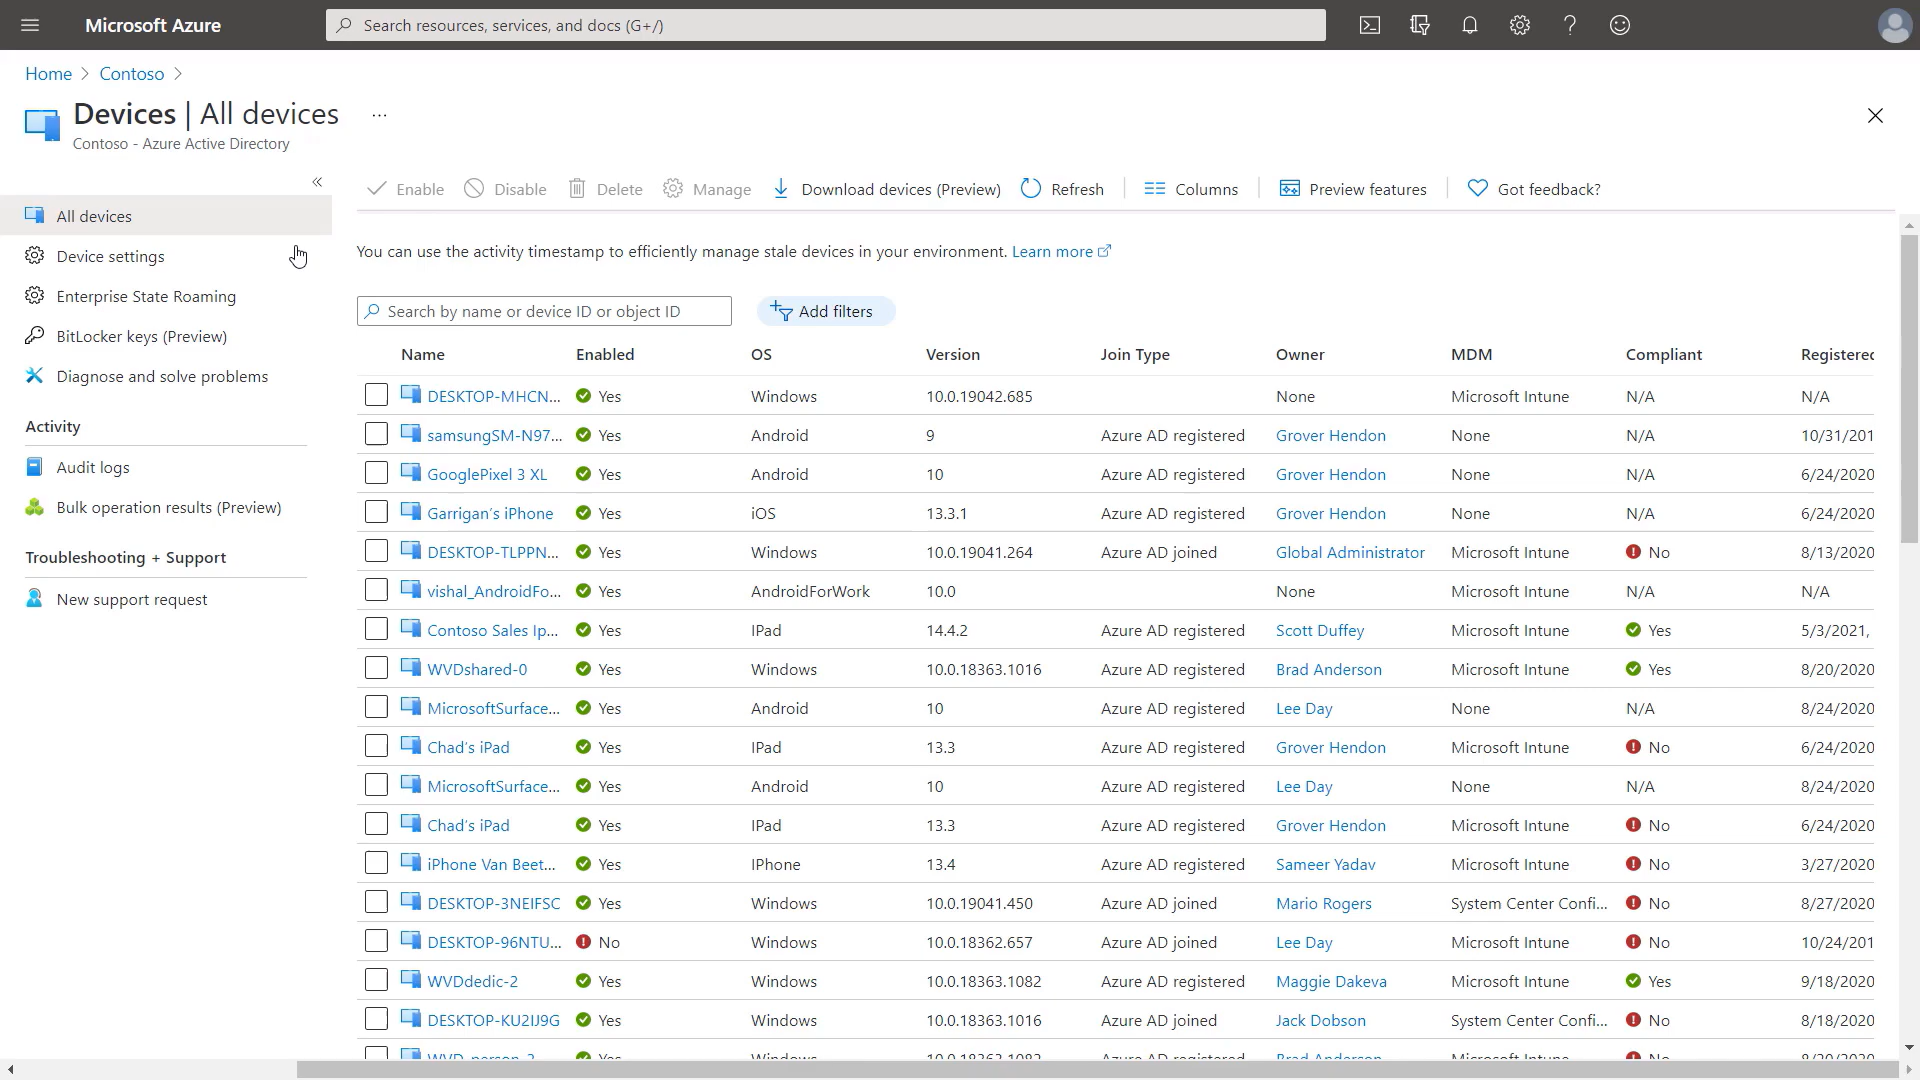 Microsoft Azure
Search resources, services, and docs (G+/)
Home > Contoso >
Devices | All devices ...
Contoso - Azure Active Directory
«
All devices
Device settings
Enterprise State Roaming
BitLocker keys (Preview)
Diagnose and solve problems
Activity
Audit logs
Bulk operation results (Preview)
Troubleshooting + Support
New support request
Enable Disable Delete Manage Download devices (Preview) Refresh Columns Preview features Got feedback?
You can use the activity timestamp to efficiently manage stale devices in your environment. Learn more
Search by name or device ID or object ID Add filters
Name Enabled OS Version Join Type Owner MDM Compliant Registered
DESKTOP-MHCN... Yes Windows 10.0.19042.685 None Microsoft Intune N/A N/A
samsungSM-N97... Yes Android 9 Azure AD registered Grover Hendon None N/A 10/31/201
GooglePixel 3 XL Yes Android 10 Azure AD registered Grover Hendon None N/A 6/24/2020
Garrigan's iPhone Yes iOS 13.3.1 Azure AD registered Grover Hendon None N/A 6/24/2020
DESKTOP-TLPPN... Yes Windows 10.0.19041.264 Azure AD joined Global Administrator Microsoft Intune No 8/13/2020
vishal_AndroidFo... Yes AndroidForWork 10.0 None Microsoft Intune N/A N/A
Contoso Sales Ip... Yes IPad 14.4.2 Azure AD registered Scott Duffey Microsoft Intune Yes 5/3/2021,
WVDshared-0 Yes Windows 10.0.18363.1016 Azure AD registered Brad Anderson Microsoft Intune Yes 8/20/2020
MicrosoftSurface... Yes Android 10 Azure AD registered Lee Day None N/A 8/24/2020
Chad's iPad Yes IPad 13.3 Azure AD registered Grover Hendon Microsoft Intune No 6/24/2020
MicrosoftSurface... Yes Android 10 Azure AD registered Lee Day None N/A 8/24/2020
Chad's iPad Yes IPad 13.3 Azure AD registered Grover Hendon Microsoft Intune No 6/24/2020
iPhone Van Beet... Yes IPhone 13.4 Azure AD registered Sameer Yadav Microsoft Intune No 3/27/2020
DESKTOP-3NEIFSC Yes Windows 10.0.19041.450 Azure AD joined Mario Rogers System Center Confi... No 8/27/2020
DESKTOP-96NTU... No Windows 10.0.18362.657 Azure AD joined Lee Day Microsoft Intune No 10/24/201
WVDdedic-2 Yes Windows 10.0.18363.1082 Azure AD registered Maggie Dakeva Microsoft Intune Yes 9/18/2020
DESKTOP-KU2IJ9G Yes Windows 10.0.18363.1016 Azure AD joined Jack Dobson System Center Confi... No 8/18/2020
Yes Windows 10.0.18363.1082 Azure AD registered Brad Anderson Microsoft Intune No 8/20/2020